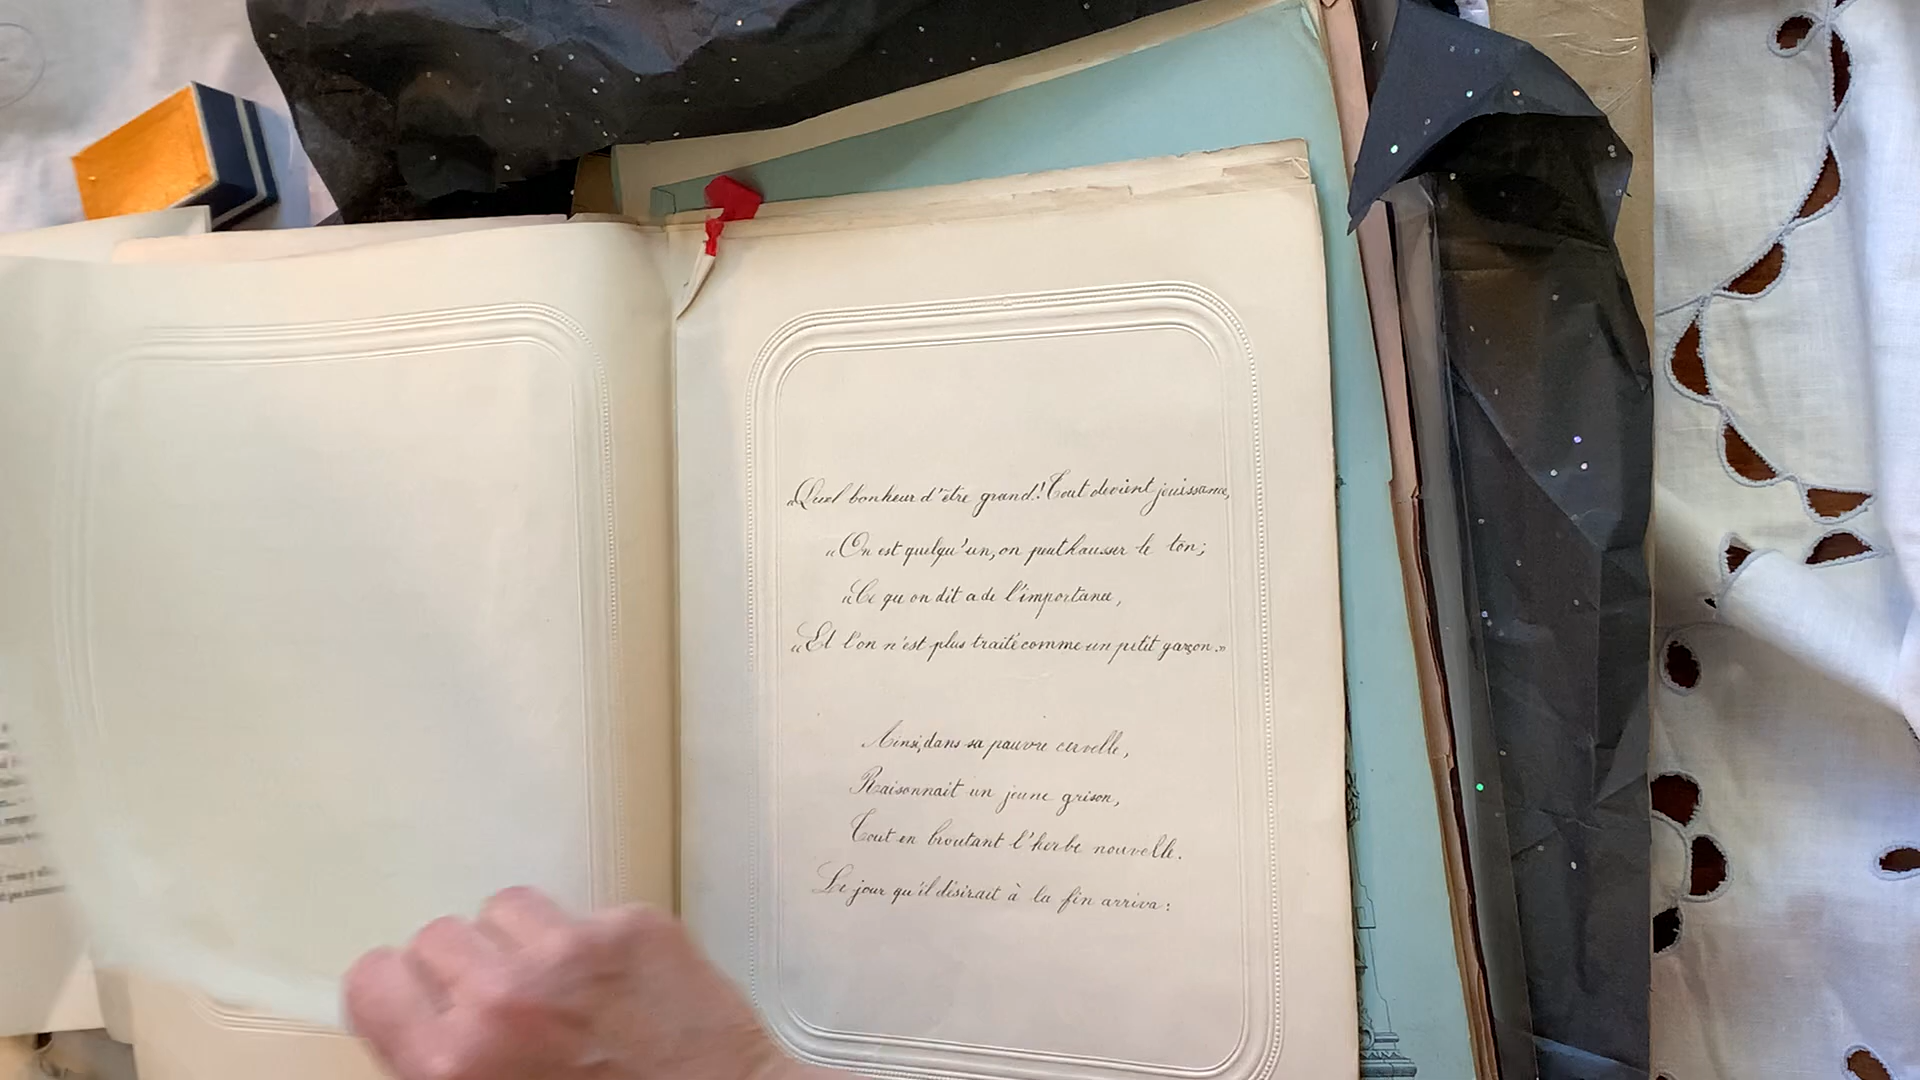 «Quel bonheur d'être grand! Tout devient jouissance,
«On est quelqu'un, on peut hausser le ton;
«Ce qu on dit a de l'importance,
«Et l'on n'est plus traité comme un petit garçon.»
Ainsi, dans sa pauvre cervelle,
Raisonnait un jeune grison,
Tout en broutant l'herbe nouvelle.
Le jour qu'il désirait à la fin arriva: